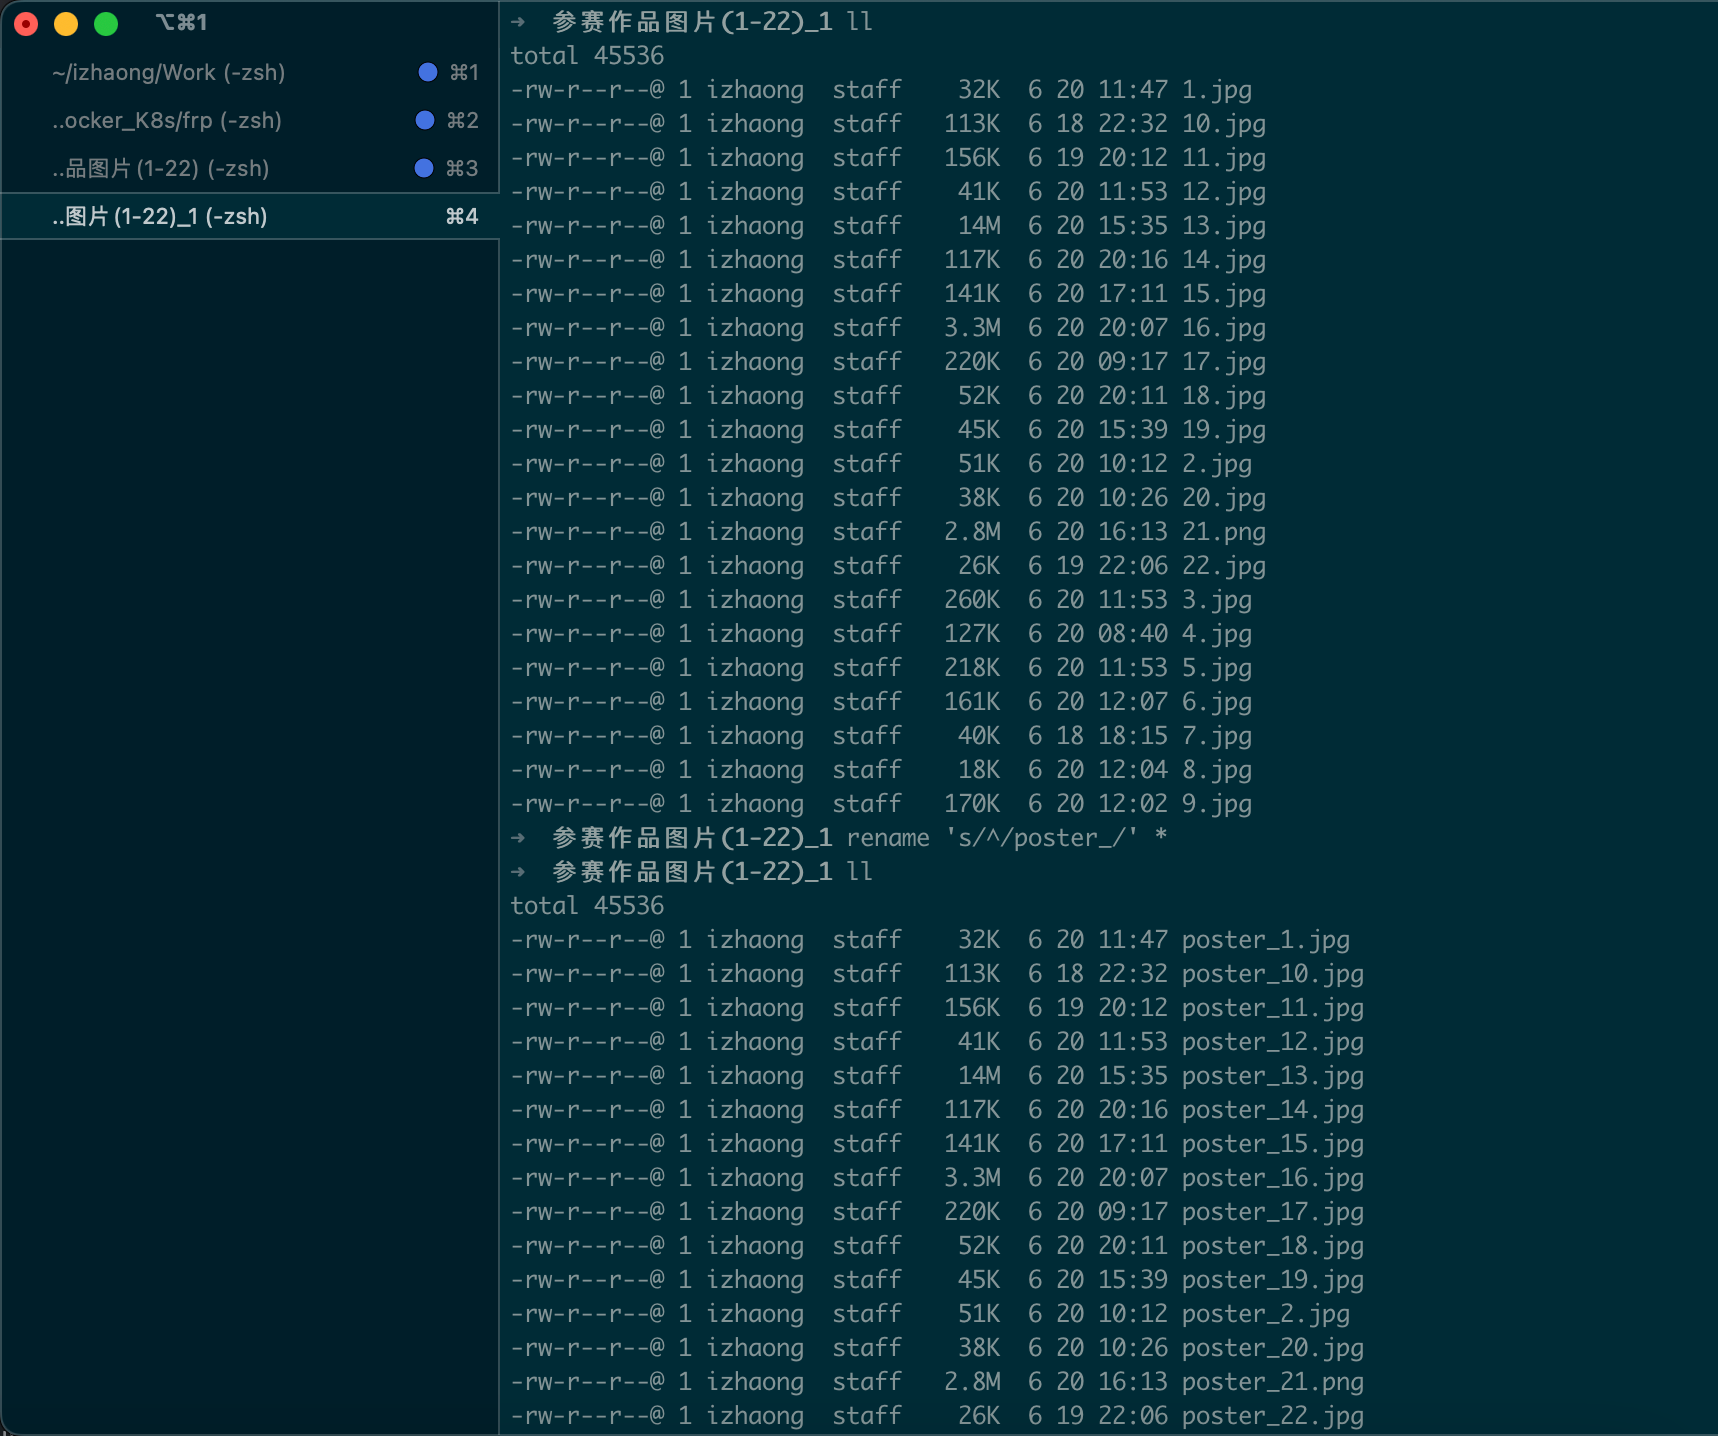 ⌥⌘1
~/izhaong/Work (-zsh) ⌘1
..ocker_K8s/frp (-zsh) ⌘2
..品图片(1-22) (-zsh) ⌘3
..图片(1-22)_1 (-zsh) ⌘4
→ 参赛作品图片(1-22)_1 ll
total 45536
-rw-r--r--@ 1 izhaong  staff    32K  6 20 11:47 1.jpg
-rw-r--r--@ 1 izhaong  staff   113K  6 18 22:32 10.jpg
-rw-r--r--@ 1 izhaong  staff   156K  6 19 20:12 11.jpg
-rw-r--r--@ 1 izhaong  staff    41K  6 20 11:53 12.jpg
-rw-r--r--@ 1 izhaong  staff    14M  6 20 15:35 13.jpg
-rw-r--r--@ 1 izhaong  staff   117K  6 20 20:16 14.jpg
-rw-r--r--@ 1 izhaong  staff   141K  6 20 17:11 15.jpg
-rw-r--r--@ 1 izhaong  staff   3.3M  6 20 20:07 16.jpg
-rw-r--r--@ 1 izhaong  staff   220K  6 20 09:17 17.jpg
-rw-r--r--@ 1 izhaong  staff    52K  6 20 20:11 18.jpg
-rw-r--r--@ 1 izhaong  staff    45K  6 20 15:39 19.jpg
-rw-r--r--@ 1 izhaong  staff    51K  6 20 10:12 2.jpg
-rw-r--r--@ 1 izhaong  staff    38K  6 20 10:26 20.jpg
-rw-r--r--@ 1 izhaong  staff   2.8M  6 20 16:13 21.png
-rw-r--r--@ 1 izhaong  staff    26K  6 19 22:06 22.jpg
-rw-r--r--@ 1 izhaong  staff   260K  6 20 11:53 3.jpg
-rw-r--r--@ 1 izhaong  staff   127K  6 20 08:40 4.jpg
-rw-r--r--@ 1 izhaong  staff   218K  6 20 11:53 5.jpg
-rw-r--r--@ 1 izhaong  staff   161K  6 20 12:07 6.jpg
-rw-r--r--@ 1 izhaong  staff    40K  6 18 18:15 7.jpg
-rw-r--r--@ 1 izhaong  staff    18K  6 20 12:04 8.jpg
-rw-r--r--@ 1 izhaong  staff   170K  6 20 12:02 9.jpg
→ 参赛作品图片(1-22)_1 rename 's/^/poster_/' *
→ 参赛作品图片(1-22)_1 ll
total 45536
-rw-r--r--@ 1 izhaong  staff    32K  6 20 11:47 poster_1.jpg
-rw-r--r--@ 1 izhaong  staff   113K  6 18 22:32 poster_10.jpg
-rw-r--r--@ 1 izhaong  staff   156K  6 19 20:12 poster_11.jpg
-rw-r--r--@ 1 izhaong  staff    41K  6 20 11:53 poster_12.jpg
-rw-r--r--@ 1 izhaong  staff    14M  6 20 15:35 poster_13.jpg
-rw-r--r--@ 1 izhaong  staff   117K  6 20 20:16 poster_14.jpg
-rw-r--r--@ 1 izhaong  staff   141K  6 20 17:11 poster_15.jpg
-rw-r--r--@ 1 izhaong  staff   3.3M  6 20 20:07 poster_16.jpg
-rw-r--r--@ 1 izhaong  staff   220K  6 20 09:17 poster_17.jpg
-rw-r--r--@ 1 izhaong  staff    52K  6 20 20:11 poster_18.jpg
-rw-r--r--@ 1 izhaong  staff    45K  6 20 15:39 poster_19.jpg
-rw-r--r--@ 1 izhaong  staff    51K  6 20 10:12 poster_2.jpg
-rw-r--r--@ 1 izhaong  staff    38K  6 20 10:26 poster_20.jpg
-rw-r--r--@ 1 izhaong  staff   2.8M  6 20 16:13 poster_21.png
-rw-r--r--@ 1 izhaong  staff    26K  6 19 22:06 poster_22.jpg